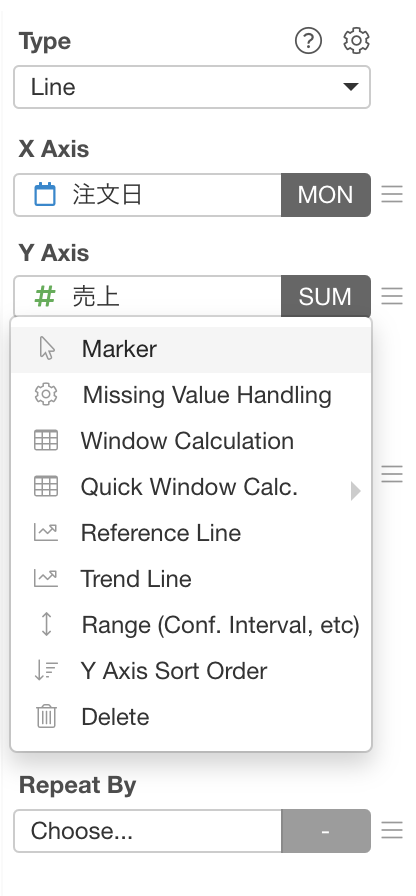 Type
Line
X Axis
注文日 MON
Y Axis
売上 SUM
Marker
Missing Value Handling
Window Calculation
Quick Window Calc.
Reference Line
Trend Line
Range (Conf. Interval, etc)
Y Axis Sort Order
Delete
Repeat By
Choose... -